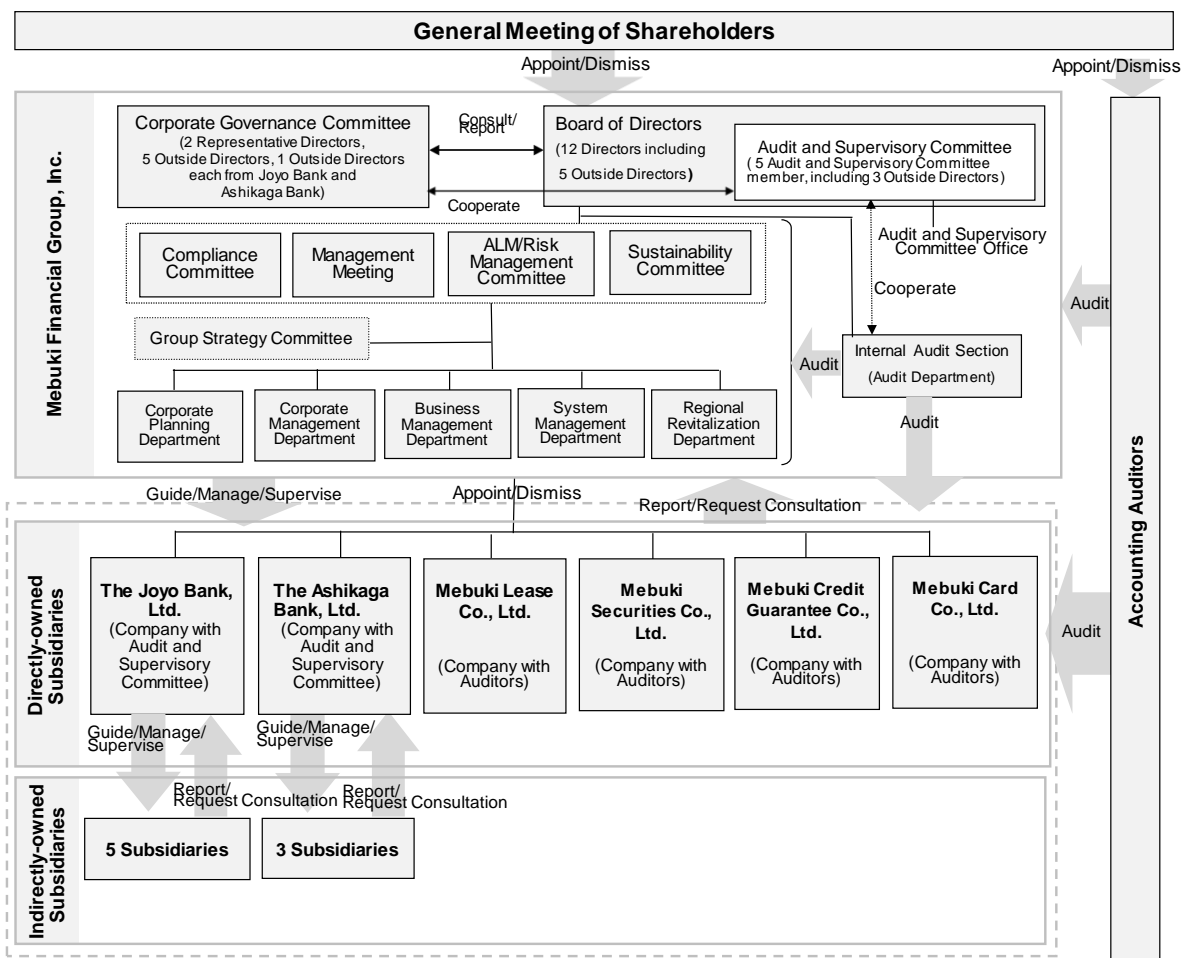 General Meeting of Shareholders
Appoint/Dismiss
Appoint/Dismiss
Mebuki Financial Group, Inc.
Corporate Governance Committee
(2 Representative Directors,
5 Outside Directors, 1 Outside Directors
each from Joyo Bank and
Ashikaga Bank)
Consult/
Report
Board of Directors
(12 Directors including
5 Outside Directors)
Audit and Supervisory Committee
( 5 Audit and Supervisory Committee
member, including 3 Outside Directors)
Cooperate
Audit and Supervisory
Committee Office
Compliance
Committee
Management
Meeting
ALM/Risk
Management
Committee
Sustainability
Committee
Cooperate
Audit
Group Strategy Committee
Internal Audit Section
(Audit Department)
Audit
Corporate
Planning
Department
Corporate
Management
Department
Business
Management
Department
System
Management
Department
Regional
Revitalization
Department
Audit
Accounting Auditors
Guide/Manage/Supervise
Appoint/Dismiss
Report/Request Consultation
Directly-owned
Subsidiaries
The Joyo Bank,
Ltd.
(Company with
Audit and
Supervisory
Committee)
The Ashikaga
Bank, Ltd.
(Company with
Audit and
Supervisory
Committee)
Mebuki Lease
Co., Ltd.
(Company with
Auditors)
Mebuki
Securities Co.,
Ltd.
(Company with
Auditors)
Mebuki Credit
Guarantee Co.,
Ltd.
(Company with
Auditors)
Mebuki Card
Co., Ltd.
(Company with
Auditors)
Audit
Guide/Manage/
Supervise
Guide/Manage/
Supervise
Indirectly-owned
Subsidiaries
Report/
Request Consultation
Report/
Request Consultation
5 Subsidiaries
3 Subsidiaries